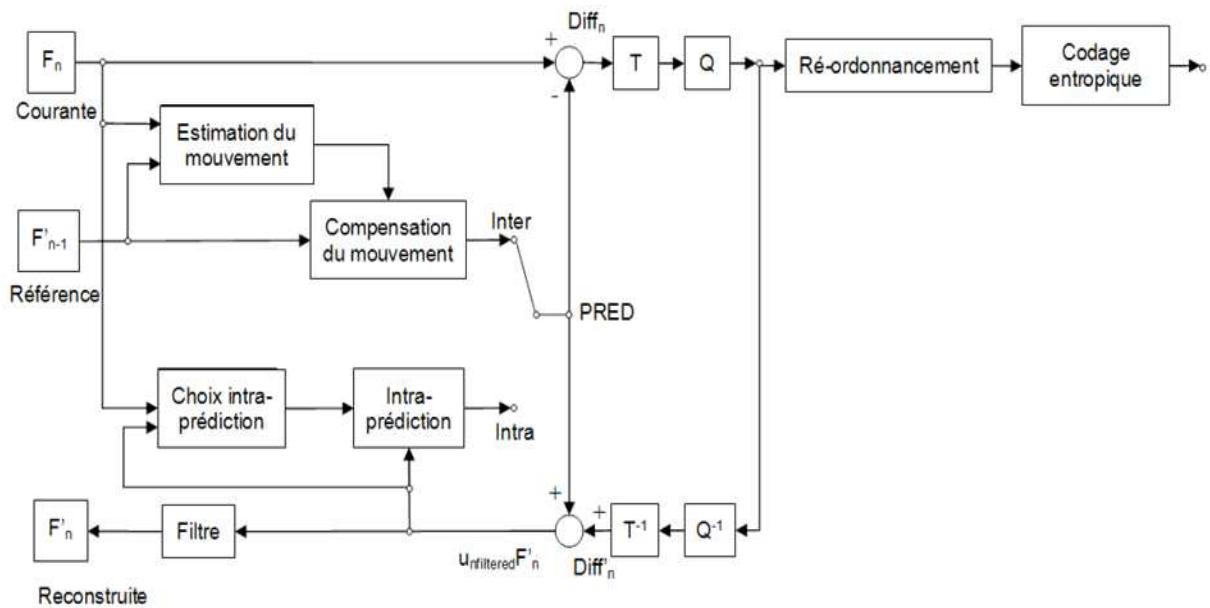 Diffn
+
Fn
T
Q
Ré-ordonnancement
Codage
entropique
-
Courante
Estimation du
mouvement
F'n-1
Référence
Compensation
du mouvement
Inter
PRED
Choix intra-
prédiction
Intra-
prédiction
Intra
+
+
F'n
Filtre
T-1
Q-1
unfilteredF'n
Diff'n
Reconstruite